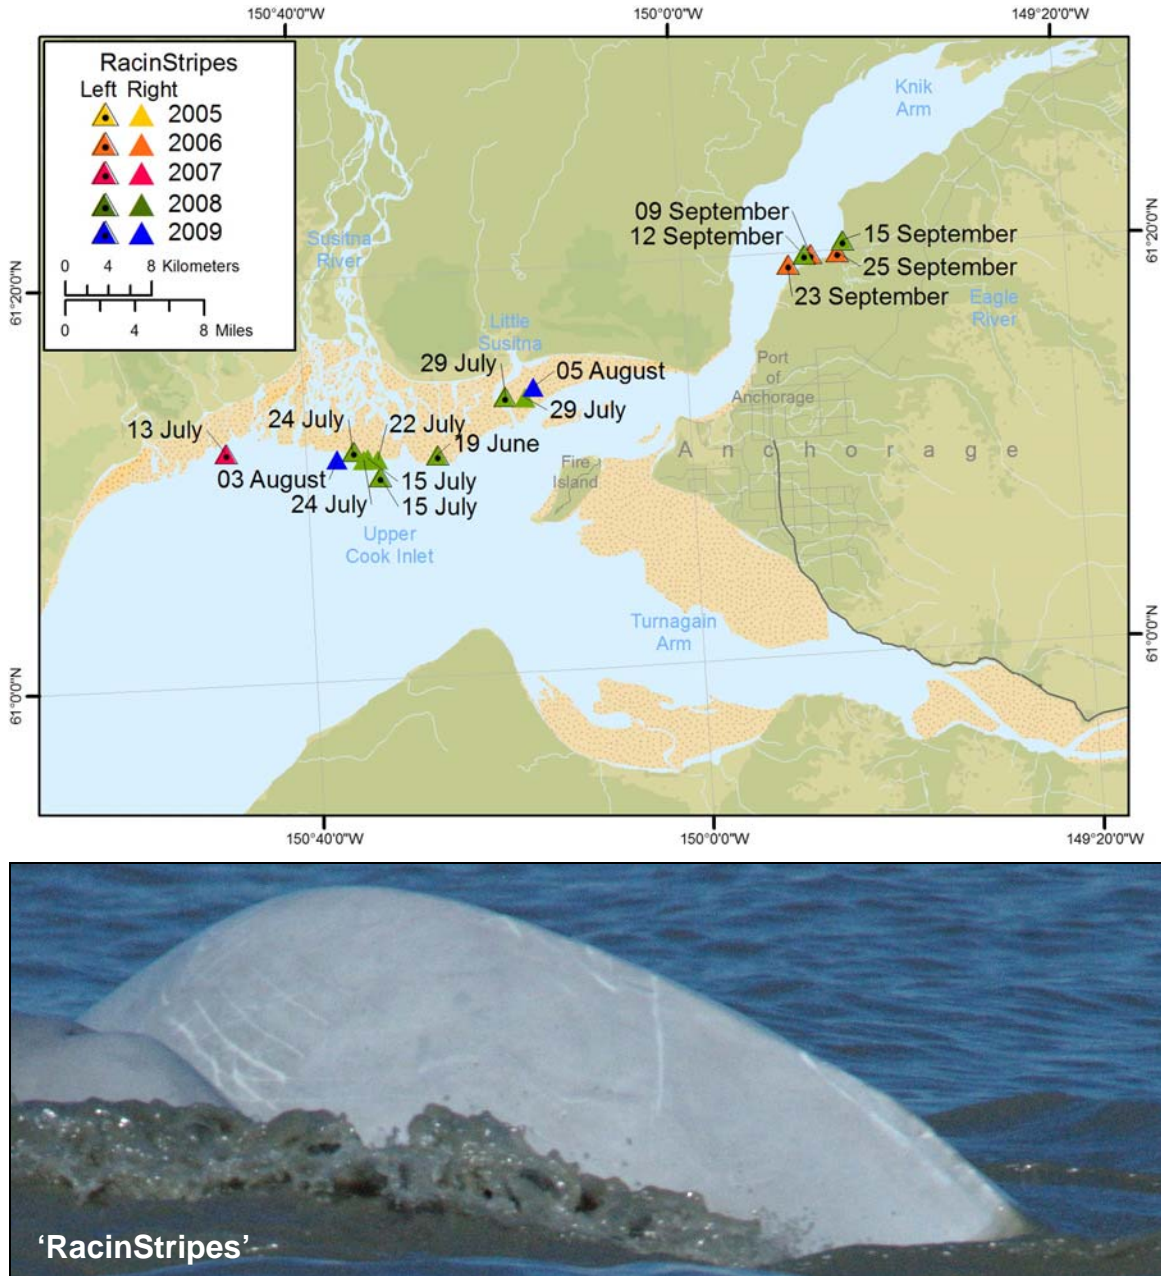 150°40'0"W
150°0'0"W
149°20'0"W
RacinStripes
Left Right
2005
2006
2007
2008
2009
0 4 8 Kilometers
0 4 8 Miles
61°20'0"N
61°0'0"N
61°20'0"N
61°0'0"N
Knik
Arm
09 September
12 September
15 September
25 September
23 September
Eagle
River
Susitna
River
Little
Susitna
29 July
05 August
29 July
Port
of
Anchorage
Anchorage
24 July
22 July
19 June
13 July
03 August
15 July
24 July
15 July
Fire
Island
Upper
Cook Inlet
Turnagain
Arm
150°40'0"W
150°0'0"W
149°20'0"W
‘RacinStripes’